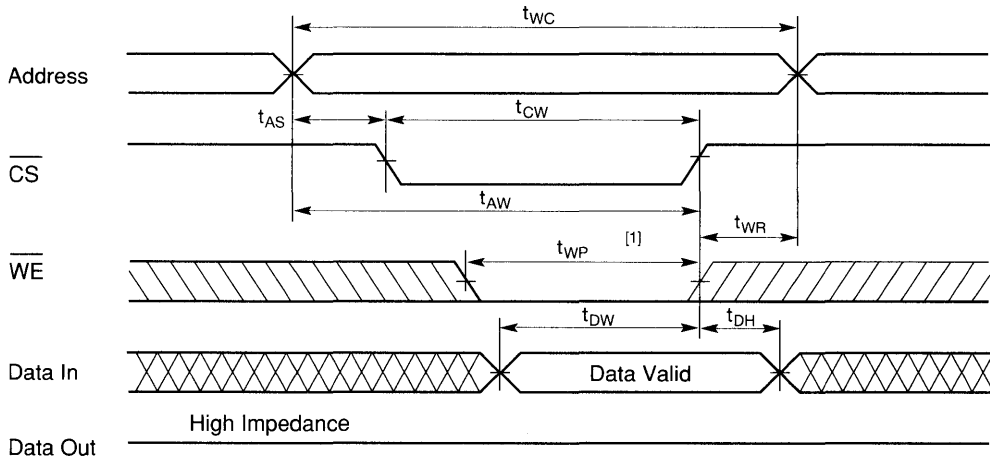 tWC
Address
tAS
tCW
CS
tAW
tWR
WE
tWP [1]
tDW
tDH
Data In
Data Valid
High Impedance
Data Out